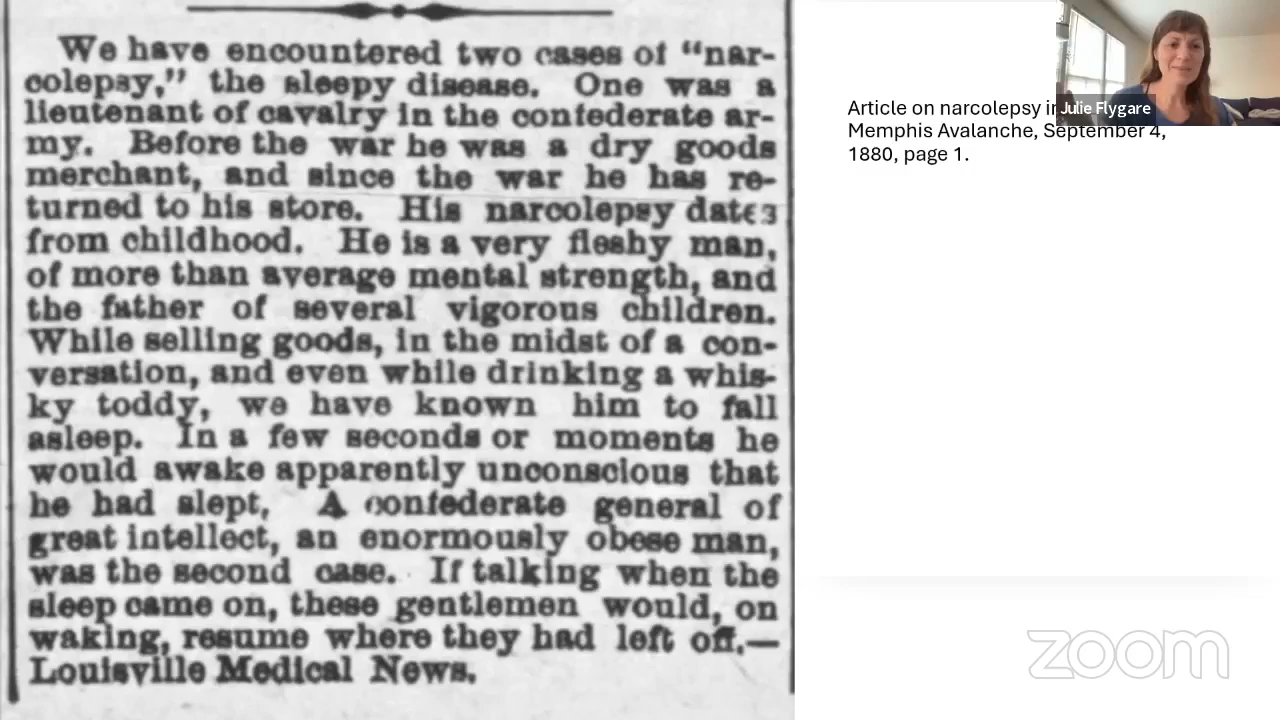 We have encountered two cases of “nar-
colepsy,” the sleepy disease. One was a
lieutenant of cavalry in the confederate ar-
my. Before the war he was a dry goods
merchant, and since the war he has re-
turned to his store. His narcolepsy dates
from childhood. He is a very fleshy man,
of more than average mental strength, and
the father of several vigorous children.
While selling goods, in the midst of a con-
versation, and even while drinking a whis-
ky toddy, we have known him to fall
asleep. In a few seconds or moments he
would awake apparently unconscious that
he had slept, A confederate general of
great intellect, an enormously obese man,
was the second case. If talking when the
sleep came on, these gentlemen would, on
waking, resume where they had left off.—
Louisville Medical News.
Article on narcolepsy
Memphis Avalanche, September 4,
1880, page 1.
Julie Flygare
zoom